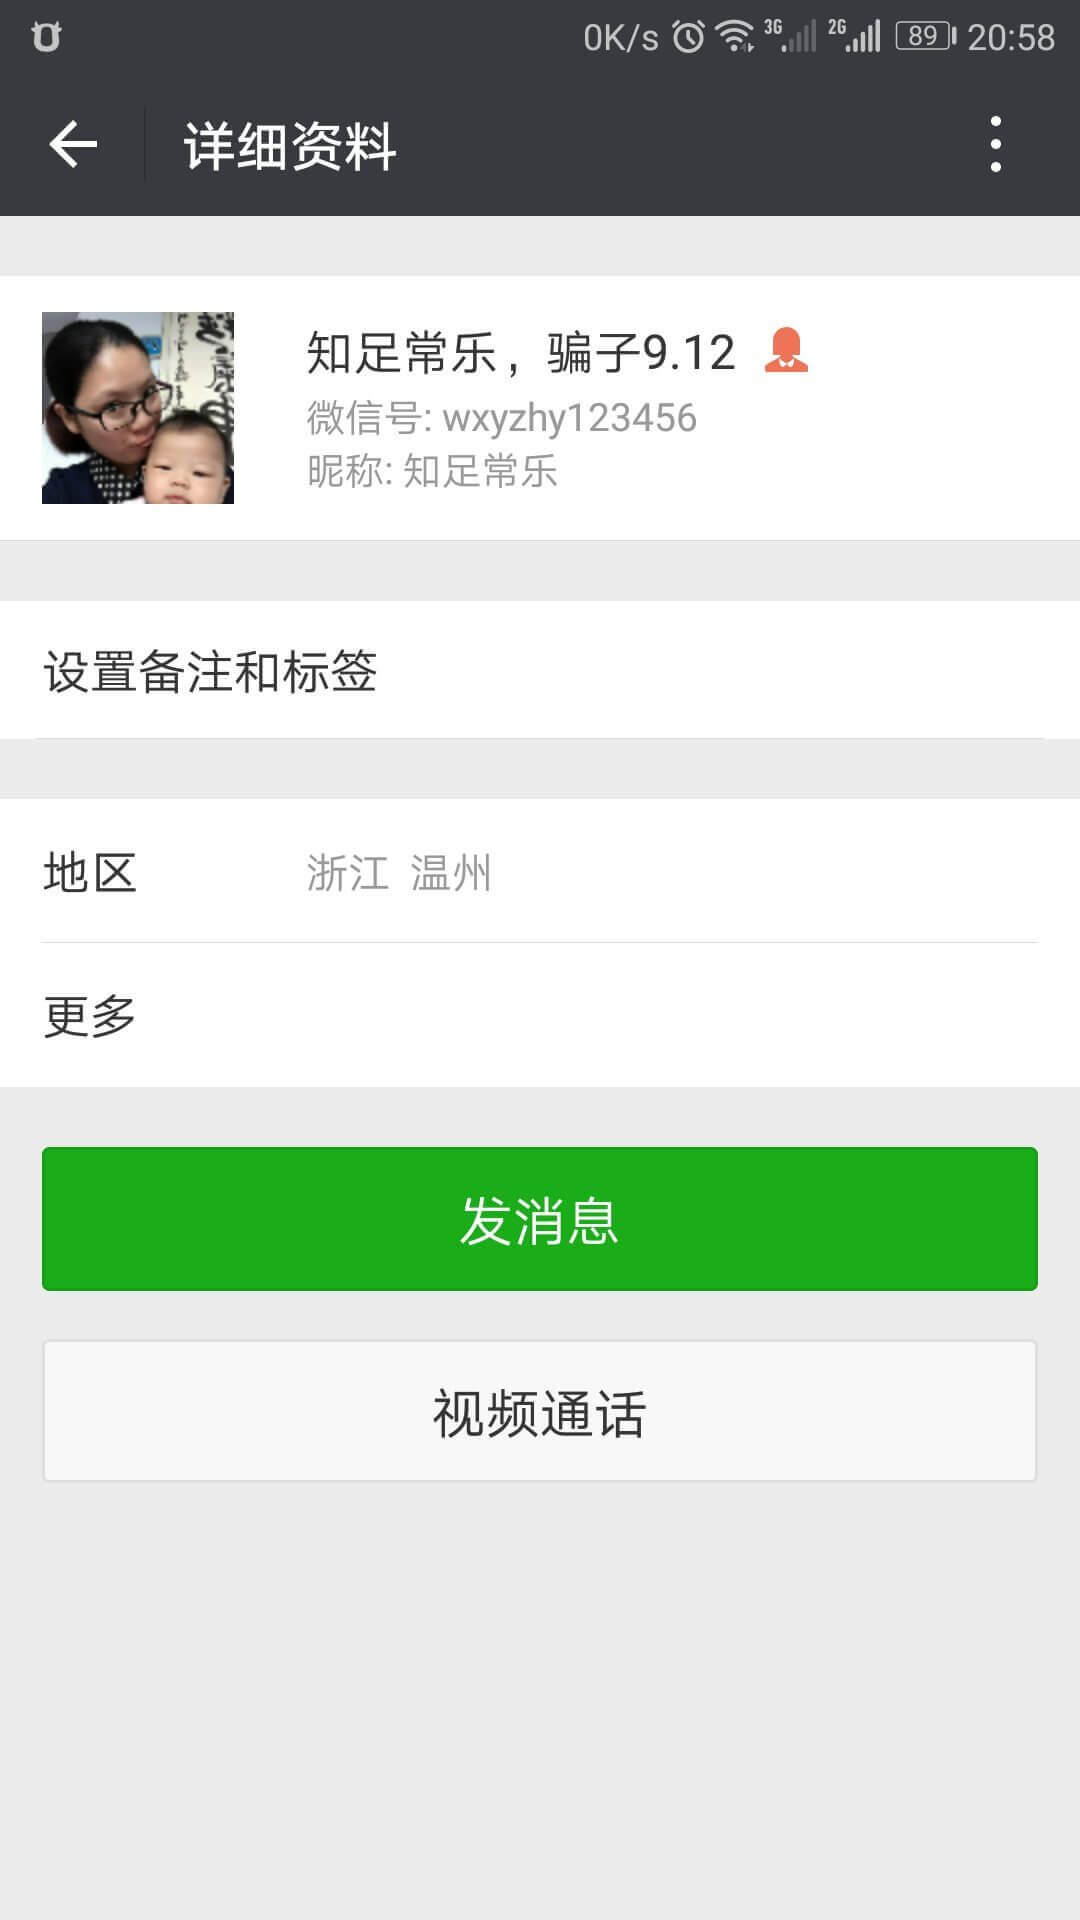 0K/s 3G 2G 89 20:58
详细资料
知足常乐，骗子9.12
微信号: wxyzhy123456
昵称: 知足常乐
设置备注和标签
地区 浙江 温州
更多
发消息
视频通话